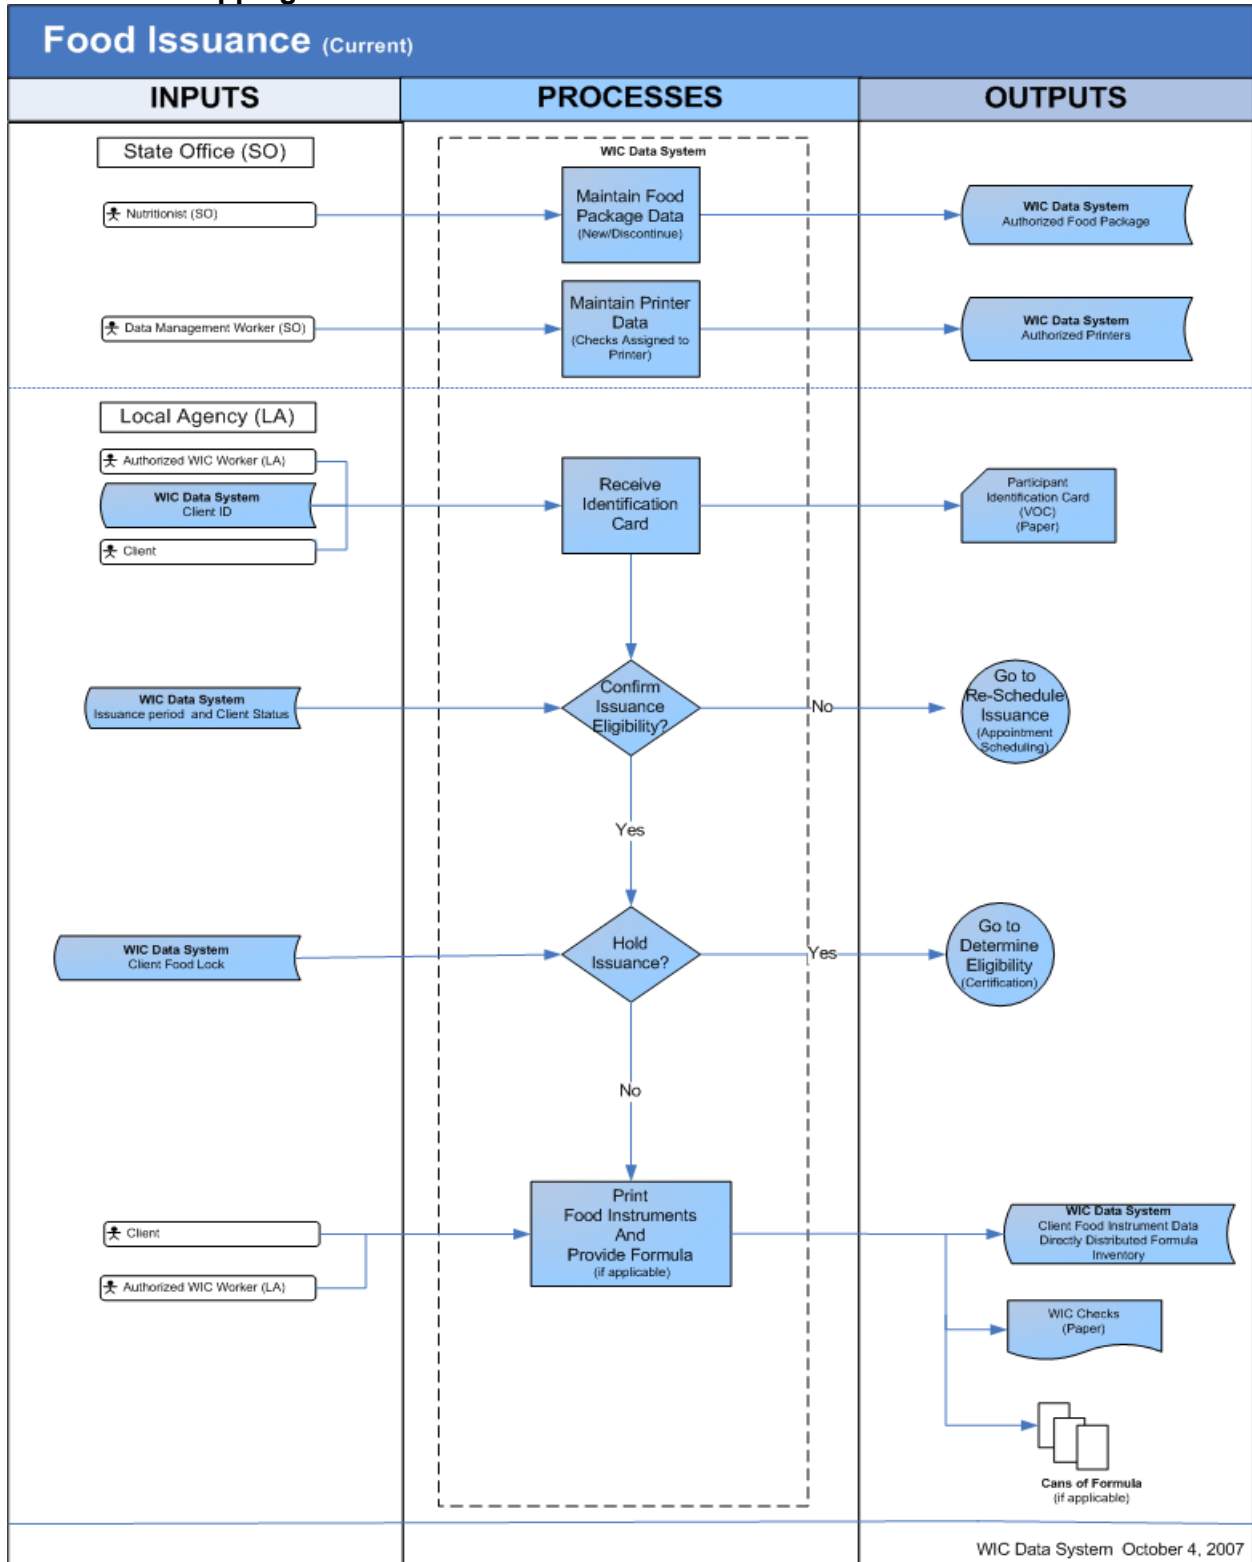 Food Issuance (Current)
INPUTS
PROCESSES
OUTPUTS
State Office (SO)
WIC Data System
Nutritionist (SO)
Maintain Food
Package Data
(New/Discontinue)
WIC Data System
Authorized Food Package
Data Management Worker (SO)
Maintain Printer
Data
(Checks Assigned to
Printer)
WIC Data System
Authorized Printers
Local Agency (LA)
Authorized WIC Worker (LA)
WIC Data System
Client ID
Client
Receive
Identification
Card
Participant
Identification Card
(VOC)
(Paper)
WIC Data System
Issuance period and Client Status
Confirm
Issuance
Eligibility?
No
Go to
Re-Schedule
Issuance
(Appointment
Scheduling)
Yes
WIC Data System
Client Food Lock
Hold
Issuance?
Yes
Go to
Determine
Eligibility
(Certification)
No
Client
Authorized WIC Worker (LA)
Print
Food Instruments
And
Provide Formula
(if applicable)
WIC Data System
Client Food Instrument Data
Directly Distributed Formula
Inventory
WIC Checks
(Paper)
Cans of Formula
(if applicable)
WIC Data System October 4, 2007